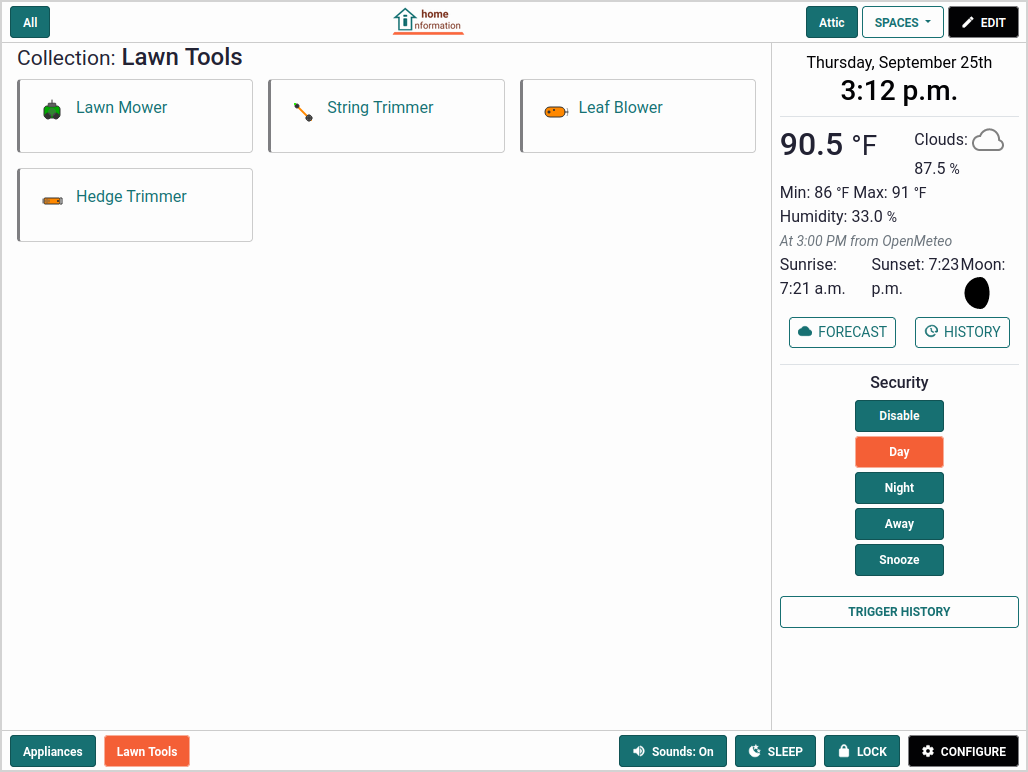 All
home
information
Attic
SPACES
EDIT
Collection: Lawn Tools
Lawn Mower
String Trimmer
Leaf Blower
Hedge Trimmer
Thursday, September 25th
3:12 p.m.
90.5 °F
Clouds:
87.5 %
Min: 86 °F Max: 91 °F
Humidity: 33.0 %
At 3:00 PM from OpenMeteo
Sunrise:
7:21 a.m.
Sunset: 7:23
p.m.
Moon:
FORECAST
HISTORY
Security
Disable
Day
Night
Away
Snooze
TRIGGER HISTORY
Appliances
Lawn Tools
Sounds: On
SLEEP
LOCK
CONFIGURE